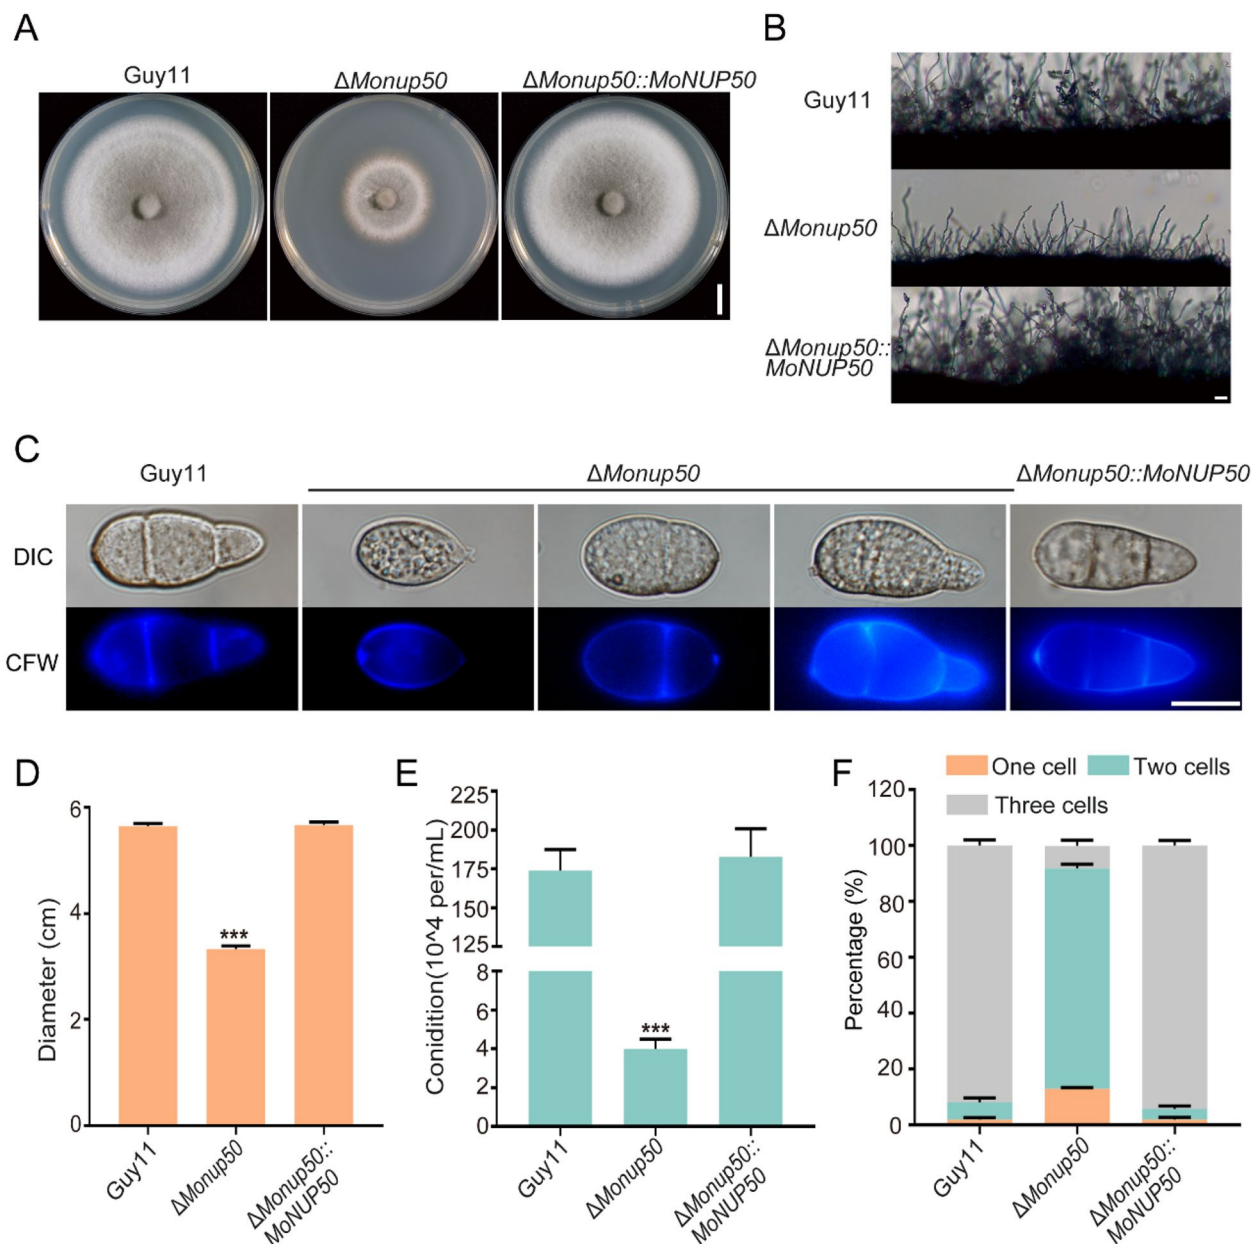 A
B
Guy11
ΔMonup50
ΔMonup50::MoNUP50
Guy11
ΔMonup50
ΔMonup50::
MoNUP50
C
Guy11
ΔMonup50
ΔMonup50::MoNUP50
DIC
CFW
D
E
F
6
4
2
0
Diameter (cm)
***
Guy11
ΔMonup50
ΔMonup50::
MoNUP50
225
200
175
150
125
8
6
4
2
0
Conidition(10^4 per/mL)
***
Guy11
ΔMonup50
ΔMonup50::
MoNUP50
One cell
Two cells
Three cells
120
100
80
60
40
20
0
Percentage (%)
Guy11
ΔMonup50
ΔMonup50::
MoNUP50